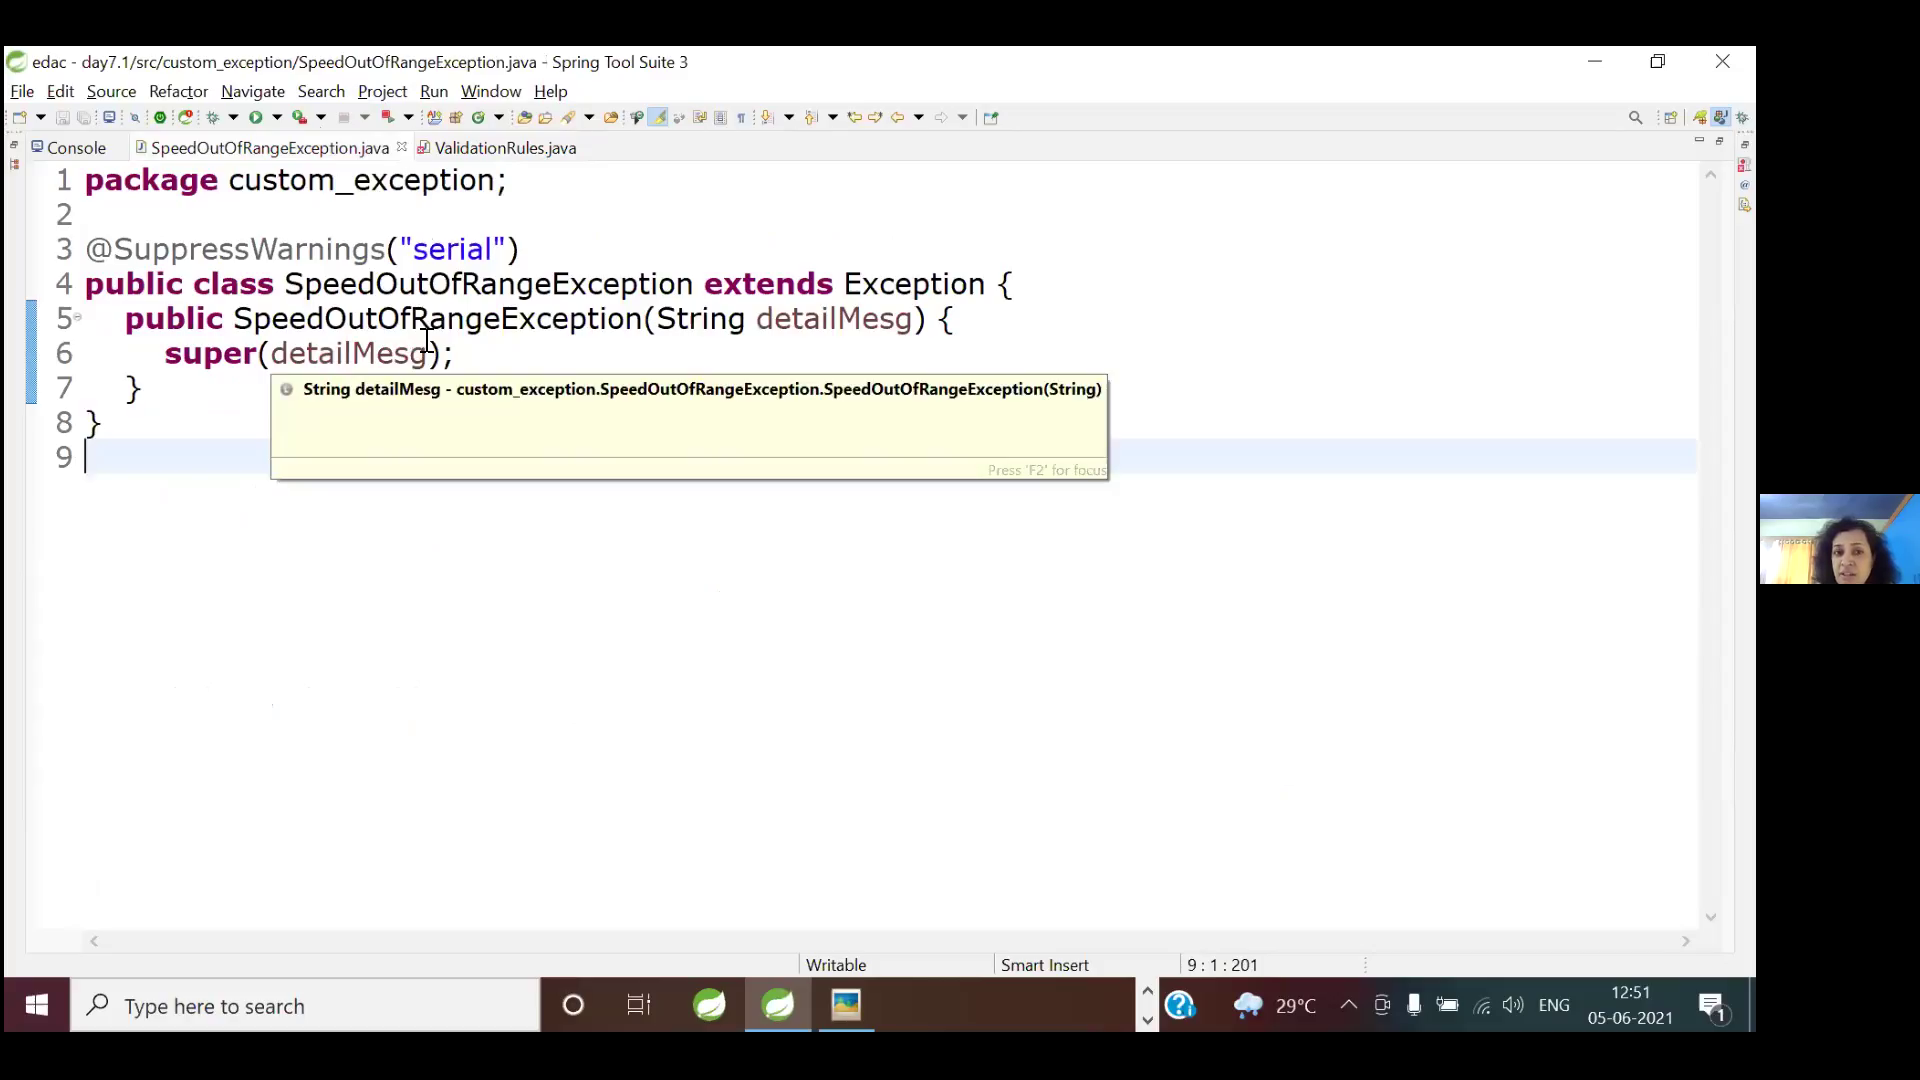 edac - day7.1/src/custom_exception/SpeedOutOfRangeException.java - Spring Tool Suite 3
File Edit Source Refactor Navigate Search Project Run Window Help
Console SpeedOutOfRangeException.java ValidationRules.java
1 package custom_exception;
2
3 @SuppressWarnings("serial")
4 public class SpeedOutOfRangeException extends Exception {
5 public SpeedOutOfRangeException(String detailMesg) {
6 super(detailMesg);
7 }
8 }
9
String detailMesg - custom_exception.SpeedOutOfRangeException.SpeedOutOfRangeException(String)
Press 'F2' for focus
Writable Smart Insert 9 : 1 : 201
Type here to search
29°C ENG 12:51
05-06-2021
1